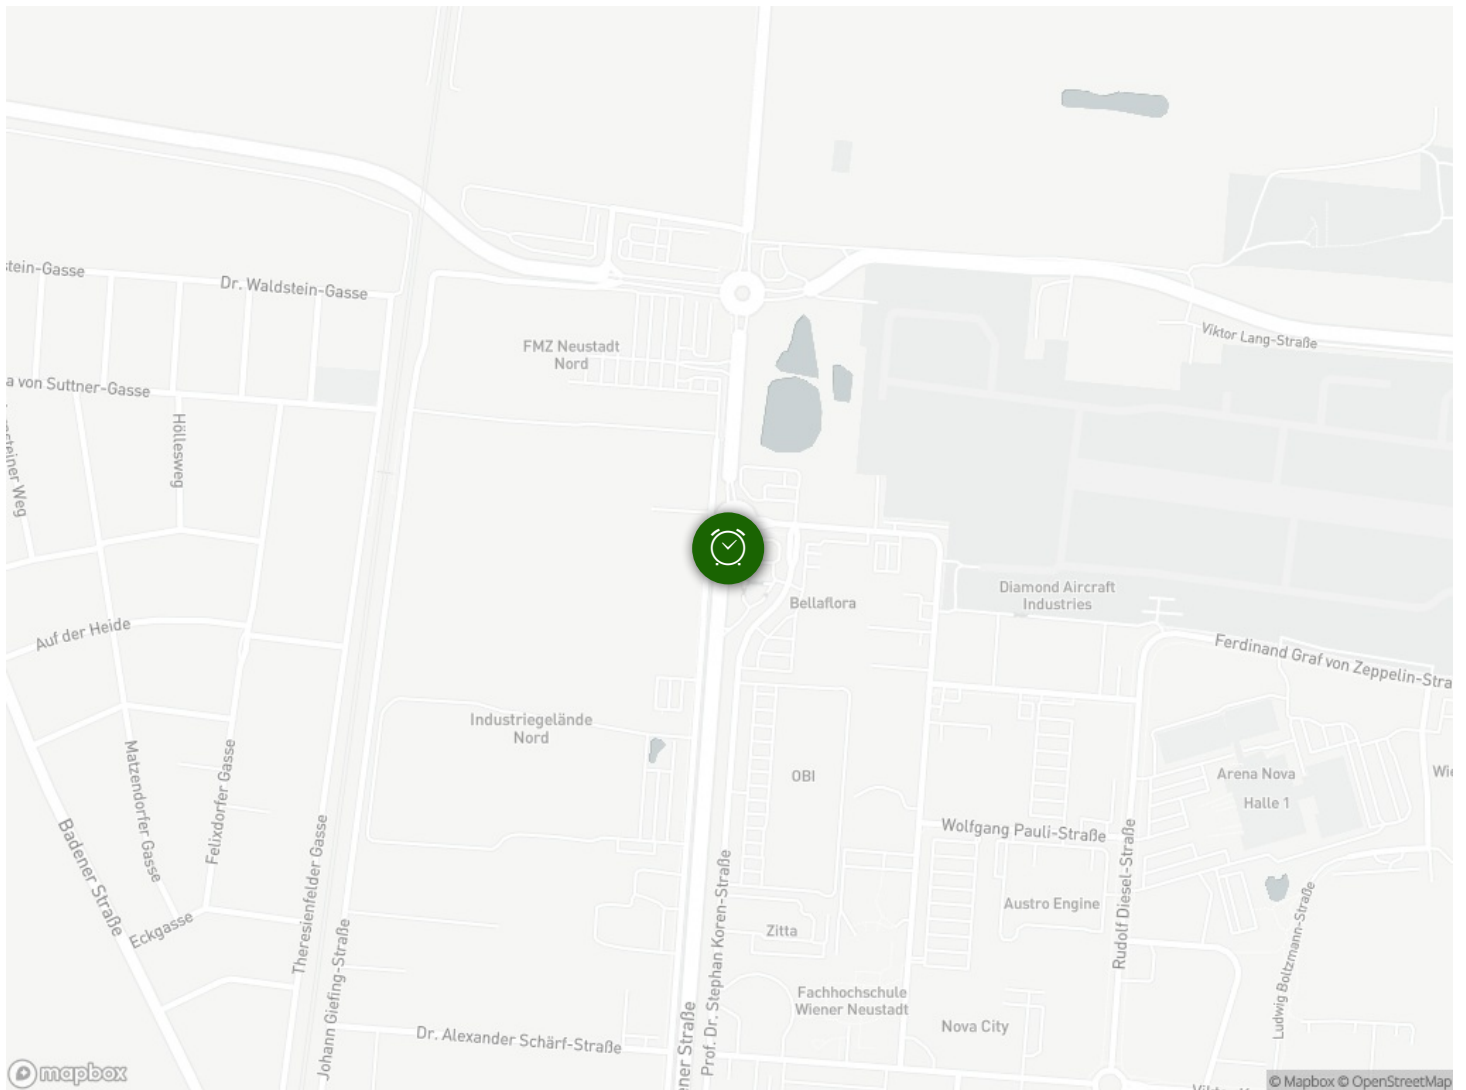 stein-Gasse
Dr. Waldstein-Gasse
Viktor Lang-Straße
FMZ Neustadt
Nord
a von Suttner-Gasse
Höllesweg
steiner Weg
Diamond Aircraft
Industries
Bellaflora
Auf der Heide
Ferdinand Graf von Zeppelin-Stra
Industriegelände
Nord
Matzendorfer Gasse
Felixdorfer Gasse
OBI
Arena Nova
Halle 1
Wie
Badener Straße
Theresienfelder Gasse
Wolfgang Pauli-Straße
Rudolf Diesel-Straße
Austro Engine
Ludwig Boltzmann-Straße
Eckgasse
Zitta
Johann Giefing-Straße
Prof. Dr. Stephan Koren-Straße
Fachhochschule
Wiener Neustadt
Nova City
Dr. Alexander Schärf-Straße
ner Straße
mapbox
© Mapbox © OpenStreetMap